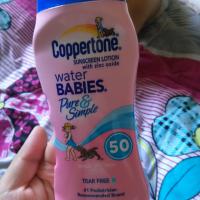 Coppertone
SUNSCREEN LOTION
with zinc oxide
water
BABIES
Pure &
Simple
50
TEAR FREE
#1 Pediatrician
Recommended Brand